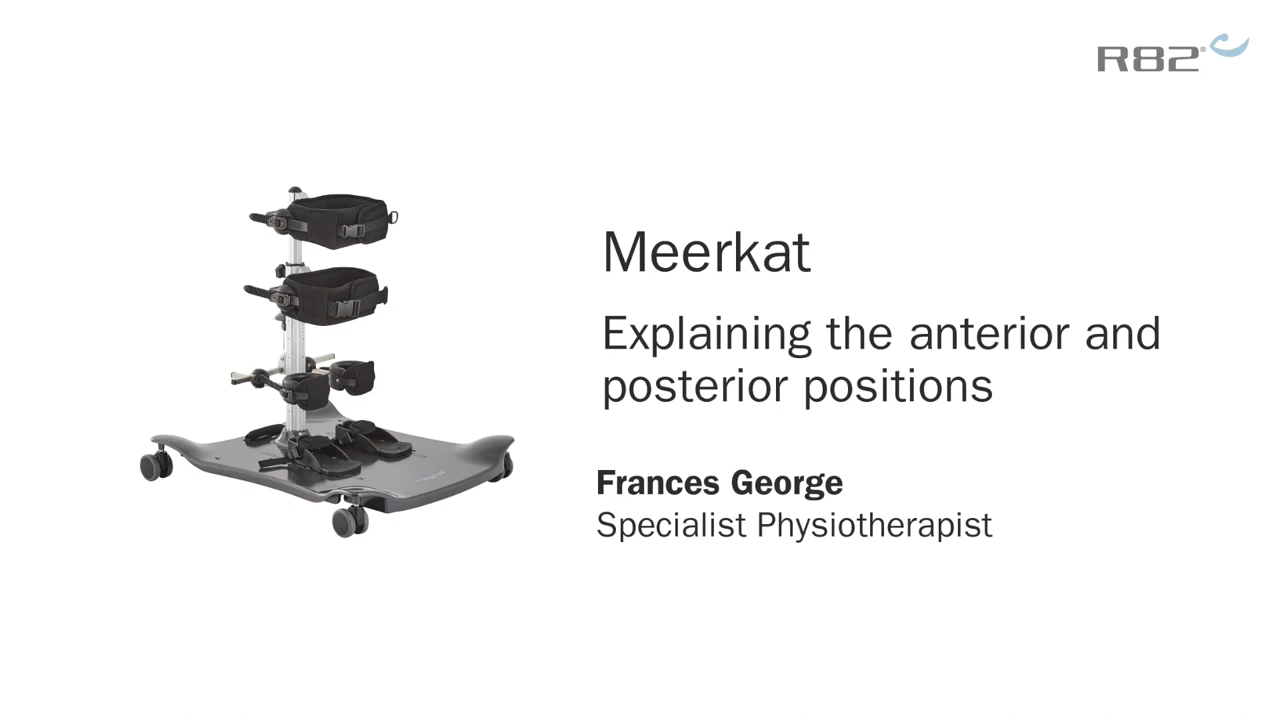 R82®
Meerkat
Explaining the anterior and
posterior positions
Frances George
Specialist Physiotherapist